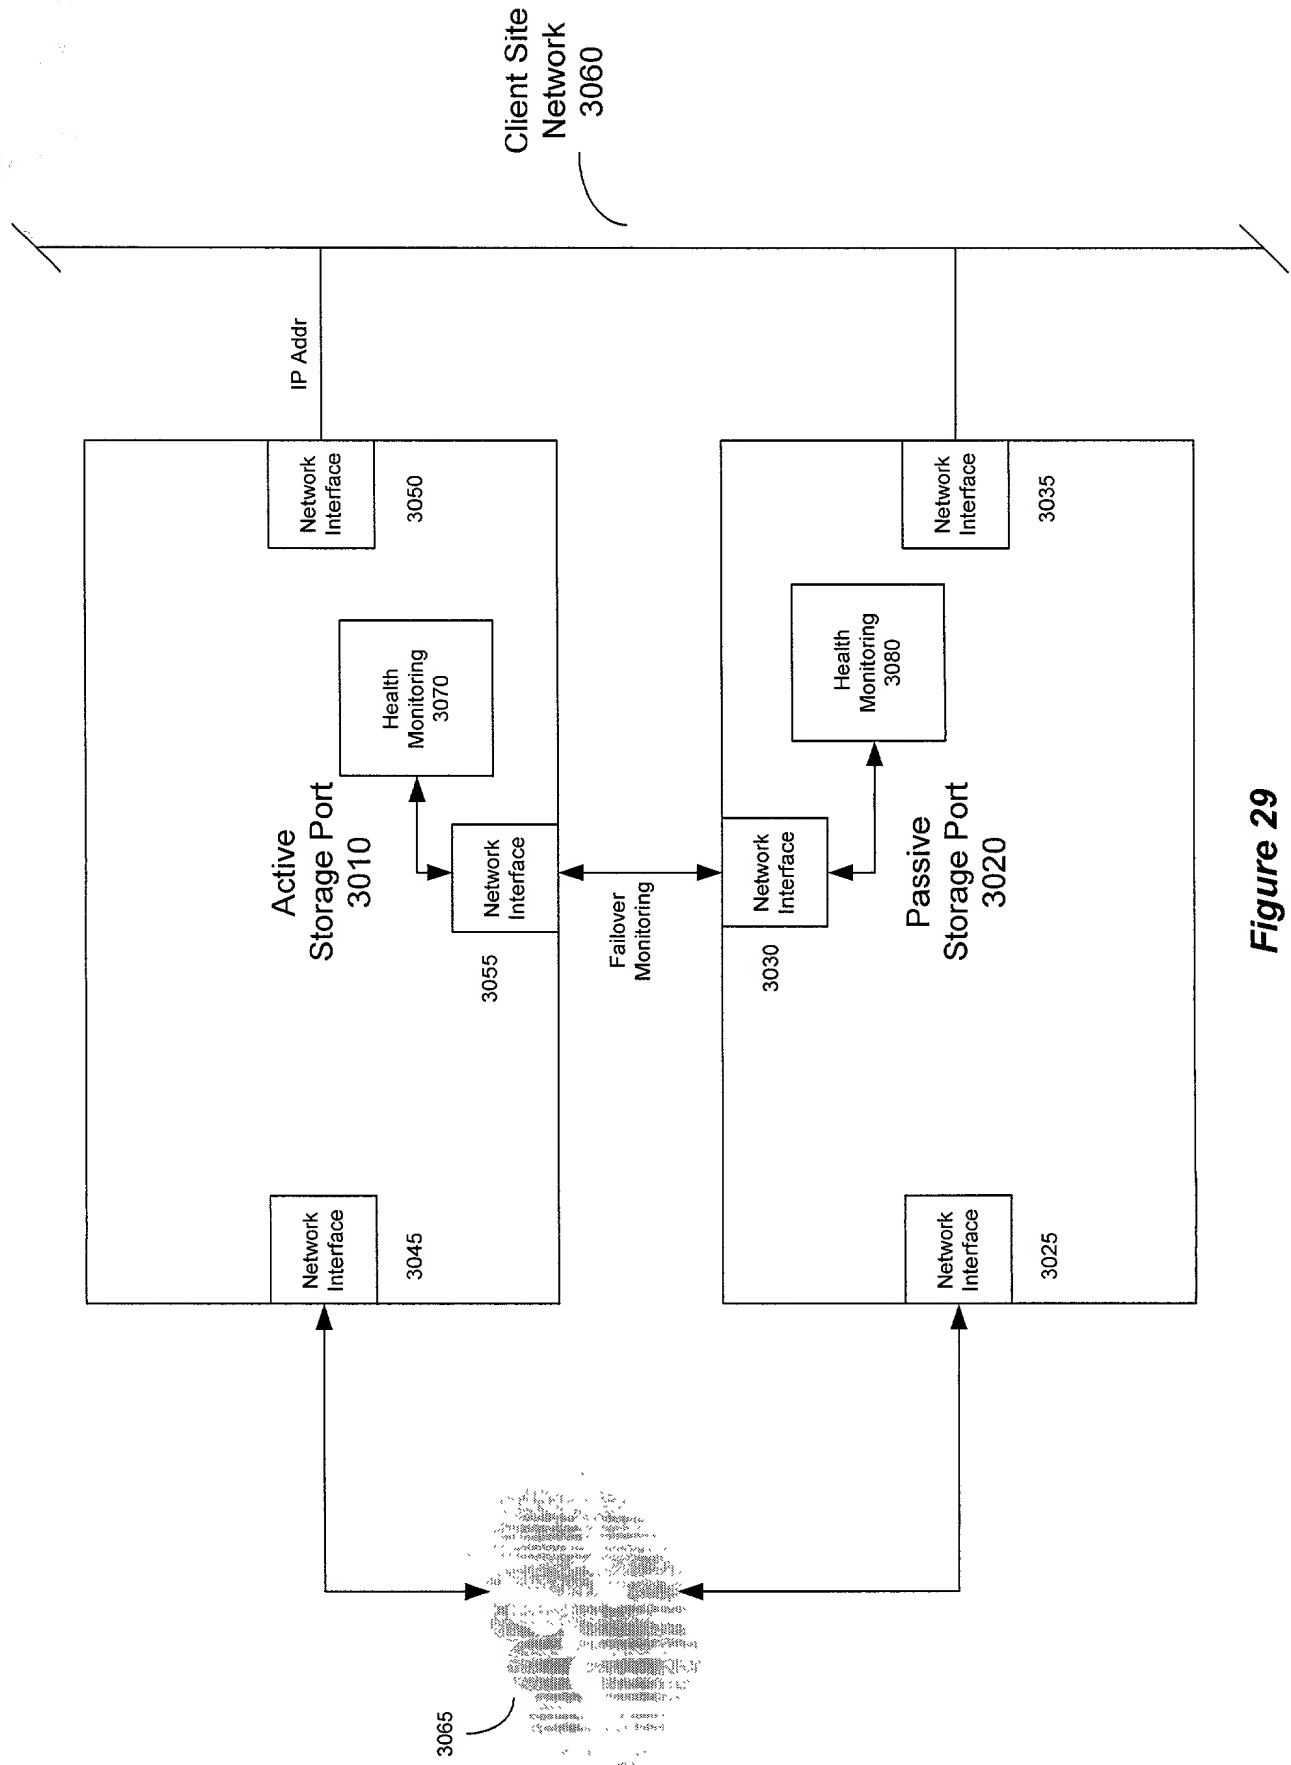 Client Site
Network
3060
IP Addr
Network
Interface
3050
Health
Monitoring
3070
Active
Storage Port
3010
Network
Interface
3055
Network
Interface
3045
Failover
Monitoring
Network
Interface
3035
Health
Monitoring
3080
Network
Interface
3030
Passive
Storage Port
3020
Network
Interface
3025
3065
Figure 29